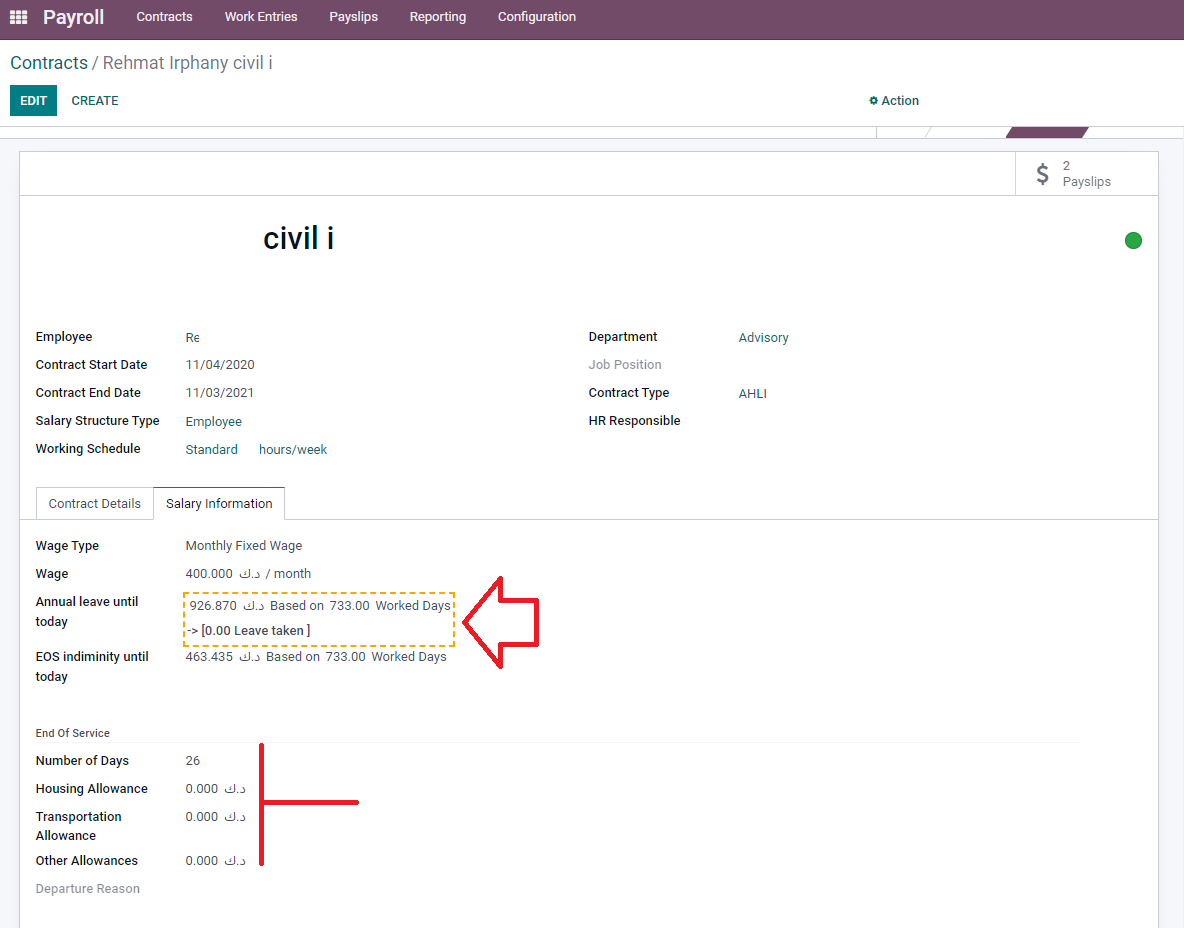 Payroll Contracts Work Entries Payslips Reporting Configuration
Contracts / Rehmat Irphany civil i
EDIT CREATE Action
2
Payslips
civil i
Employee Re
Department Advisory
Contract Start Date 11/04/2020
Job Position
Contract End Date 11/03/2021
Contract Type AHLI
Salary Structure Type Employee
HR Responsible
Working Schedule Standard hours/week
Contract Details Salary Information
Wage Type Monthly Fixed Wage
Wage 400.000 د.ك / month
Annual leave until today 926.870 د.ك Based on 733.00 Worked Days
-> [0.00 Leave taken ]
EOS indiminity until today 463.435 د.ك Based on 733.00 Worked Days
End Of Service
Number of Days 26
Housing Allowance 0.000 د.ك
Transportation Allowance 0.000 د.ك
Other Allowances 0.000 د.ك
Departure Reason